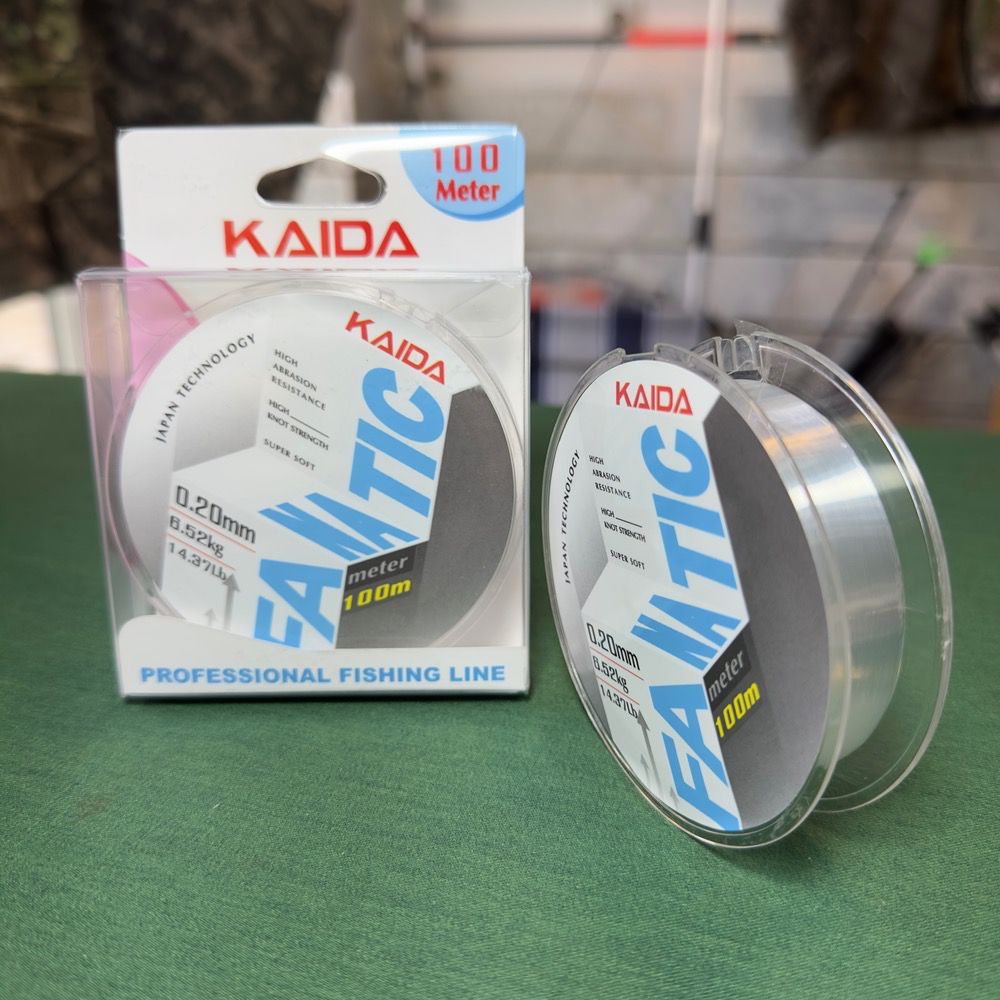 100
Meter
KAIDA
KAIDA
JAPAN TECHNOLOGY
HIGH
ABRASION
RESISTANCE
HIGH
KNOT STRENGTH
SUPER SOFT
FAMATIC
0.20mm
6.52kg
14.37Lb
meter
100m
PROFESSIONAL FISHING LINE
KAIDA
JAPAN TECHNOLOGY
HIGH
ABRASION
RESISTANCE
HIGH
KNOT STRENGTH
SUPER SOFT
FAMATIC
0.20mm
6.52kg
14.37Lb
meter
100m